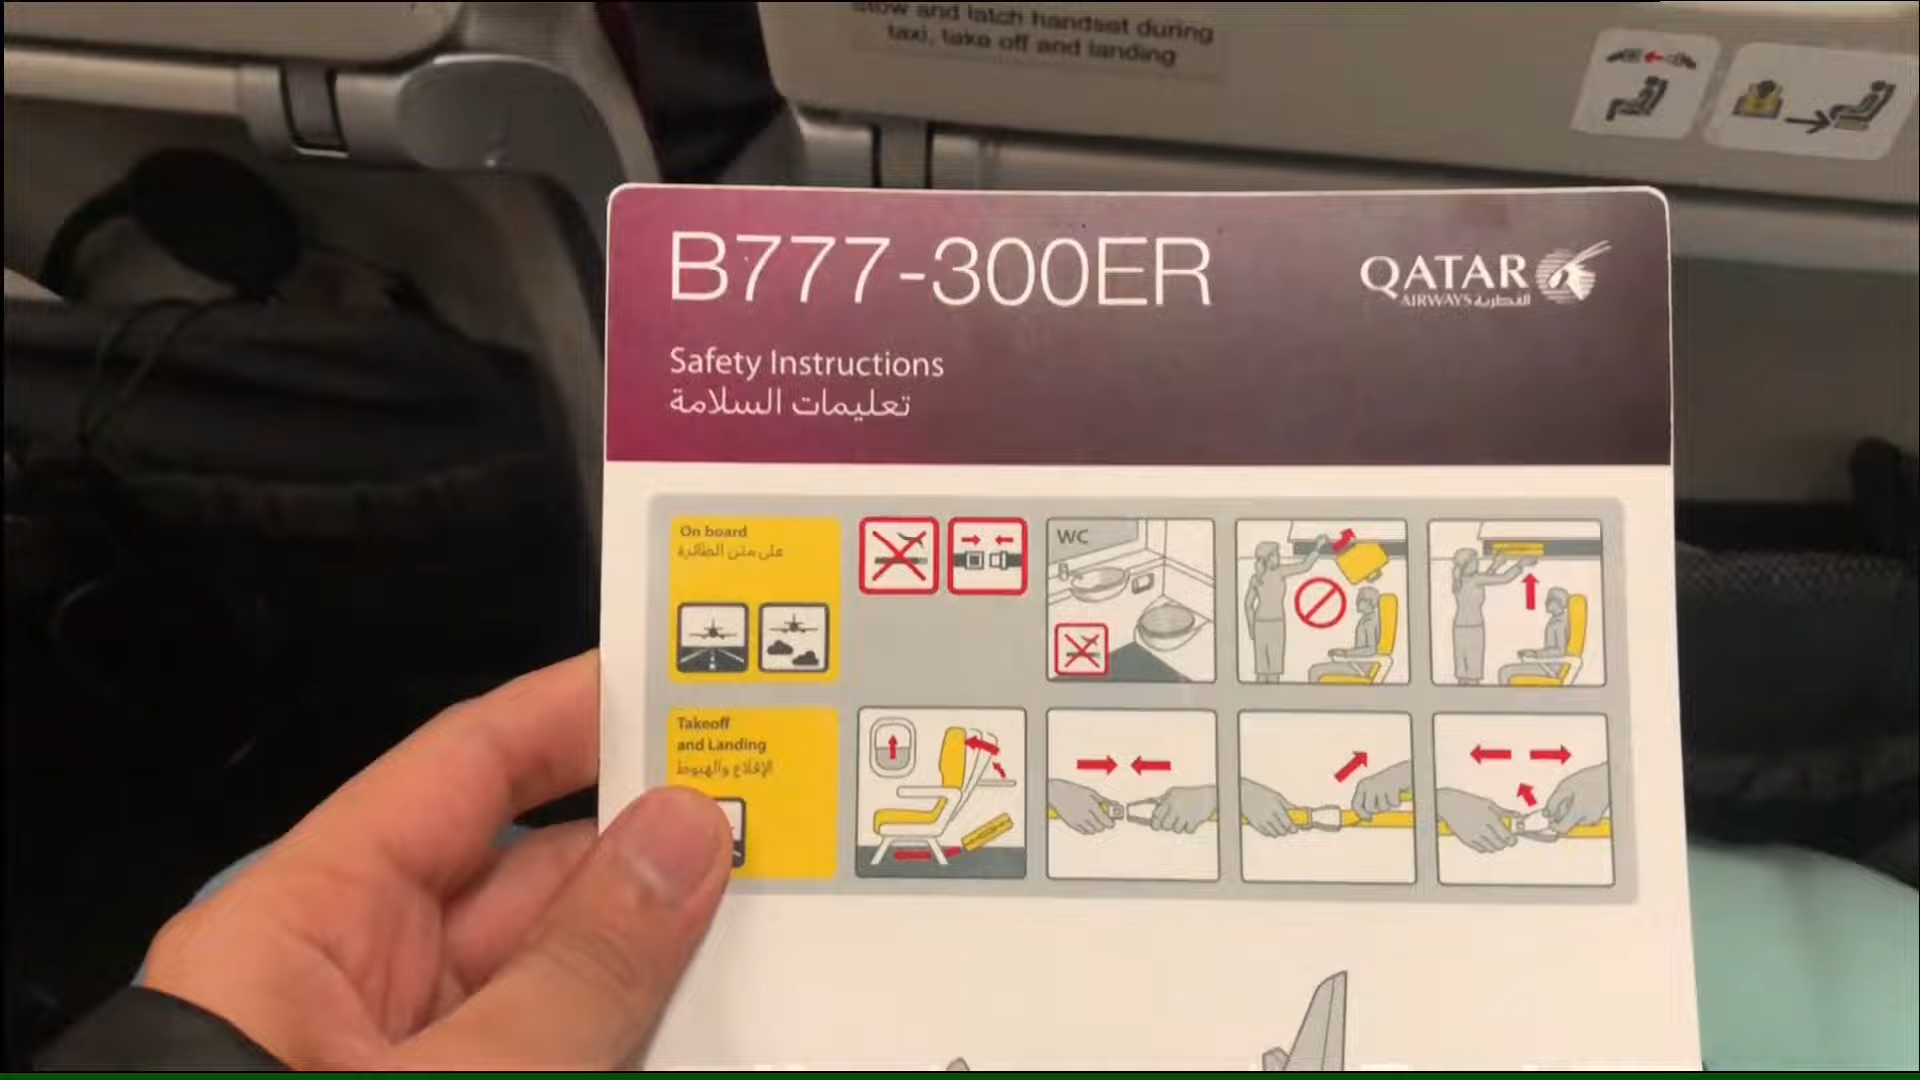 stow and latch handset during
taxi, take off and landing
B777-300ER
QATAR
AIRWAYS القطرية
Safety Instructions
تعليمات السلامة
On board
على متن الطائرة
WC
Takeoff
and Landing
الإقلاع والهبوط